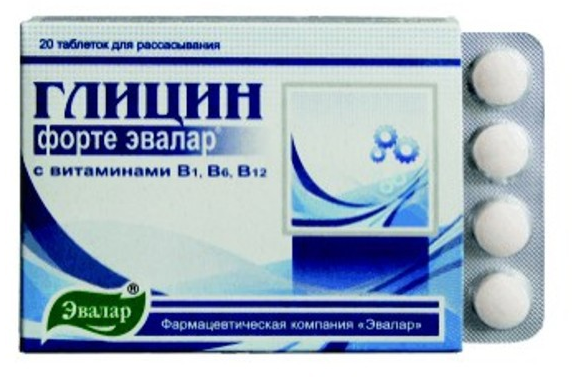 20 таблеток для рассасывания
ГЛИЦИН
форте эвалар®
с витаминами B1, B6, B12
Эвалар®
Фармацевтическая компания «Эвалар»